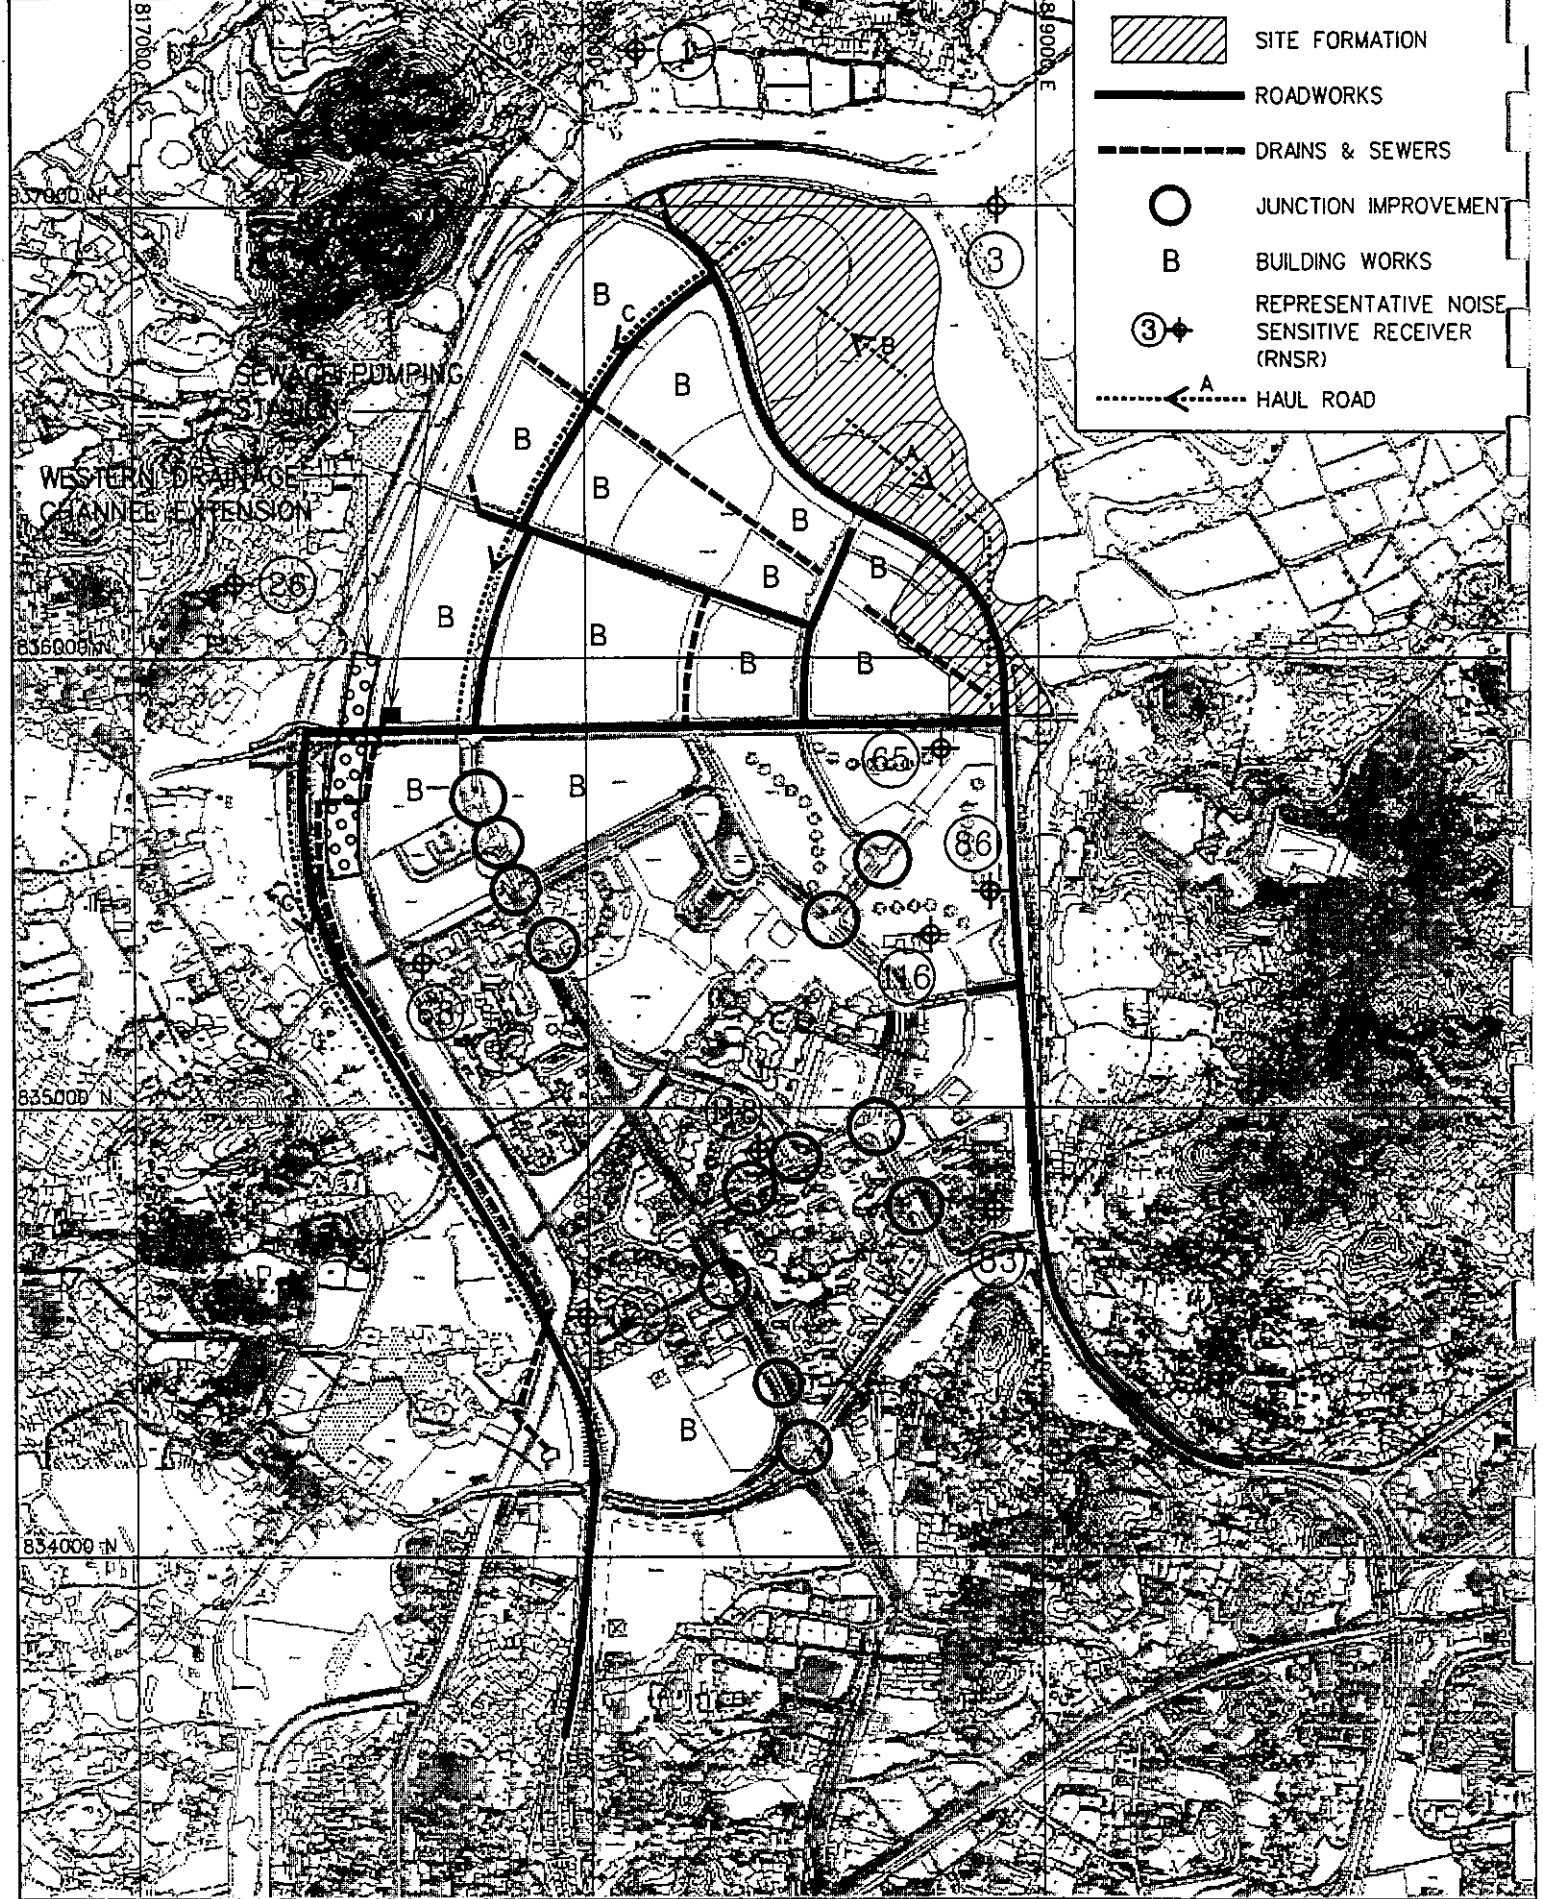 817000
819000 E
1
SITE FORMATION
ROADWORKS
DRAINS & SEWERS
JUNCTION IMPROVEMENT
B BUILDING WORKS
3 REPRESENTATIVE NOISE
SENSITIVE RECEIVER
(RNSR)
A HAUL ROAD
837000 N
3
B
C
B
B
SEWAGE PUMPING
STATION
B
A
WESTERN DRAINAGE
CHANNEL EXTENSION
B
B
26
B
B
B
B
836000 N
B
B
65
B
B
86
C
116
835000 N
B
834000 N